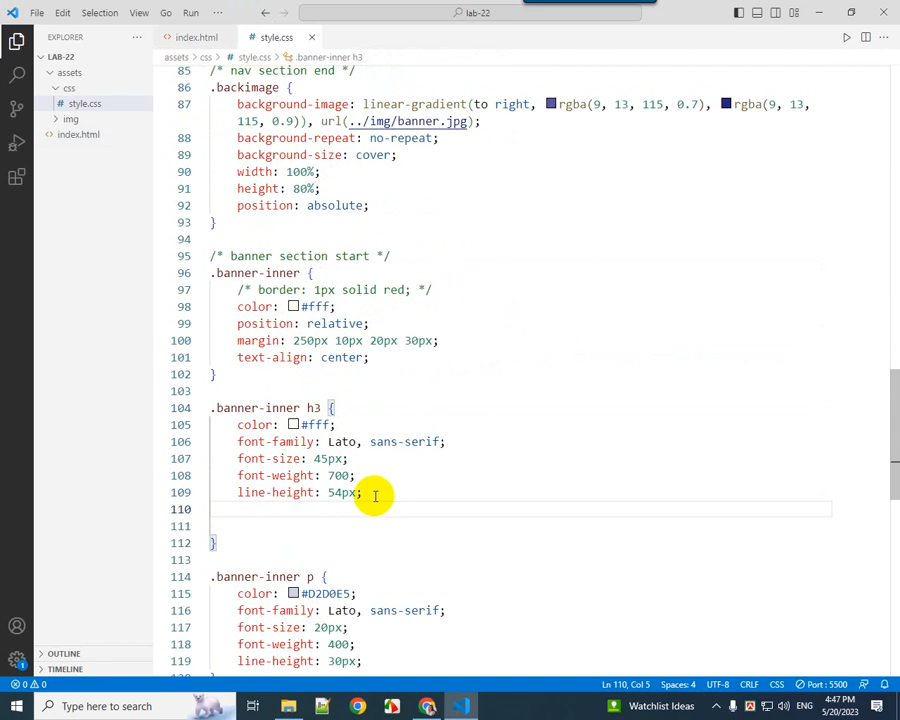 File Edit Selection View Go Run ··· lab-22
EXPLORER ···
LAB-22
assets
css
style.css
img
index.html
OUTLINE
TIMELINE
index.html style.css
assets > css > style.css > .banner-inner h3
85 /* nav section end */
86 .backimage {
87 background-image: linear-gradient(to right, rgba(9, 13, 115, 0.7), rgba(9, 13,
115, 0.9)), url(../img/banner.jpg);
88 background-repeat: no-repeat;
89 background-size: cover;
90 width: 100%;
91 height: 80%;
92 position: absolute;
93 }
94
95 /* banner section start */
96 .banner-inner {
97 /* border: 1px solid red; */
98 color: #fff;
99 position: relative;
100 margin: 250px 10px 20px 30px;
101 text-align: center;
102 }
103
104 .banner-inner h3 {
105 color: #fff;
106 font-family: Lato, sans-serif;
107 font-size: 45px;
108 font-weight: 700;
109 line-height: 54px;
110
111
112 }
113
114 .banner-inner p {
115 color: #D2D0E5;
116 font-family: Lato, sans-serif;
117 font-size: 20px;
118 font-weight: 400;
119 line-height: 30px;
1
0 0 Ln 110, Col 5 Spaces: 4 UTF-8 CRLF CSS Port : 5500
Type here to search Watchlist Ideas 4:47 PM
5/20/2023